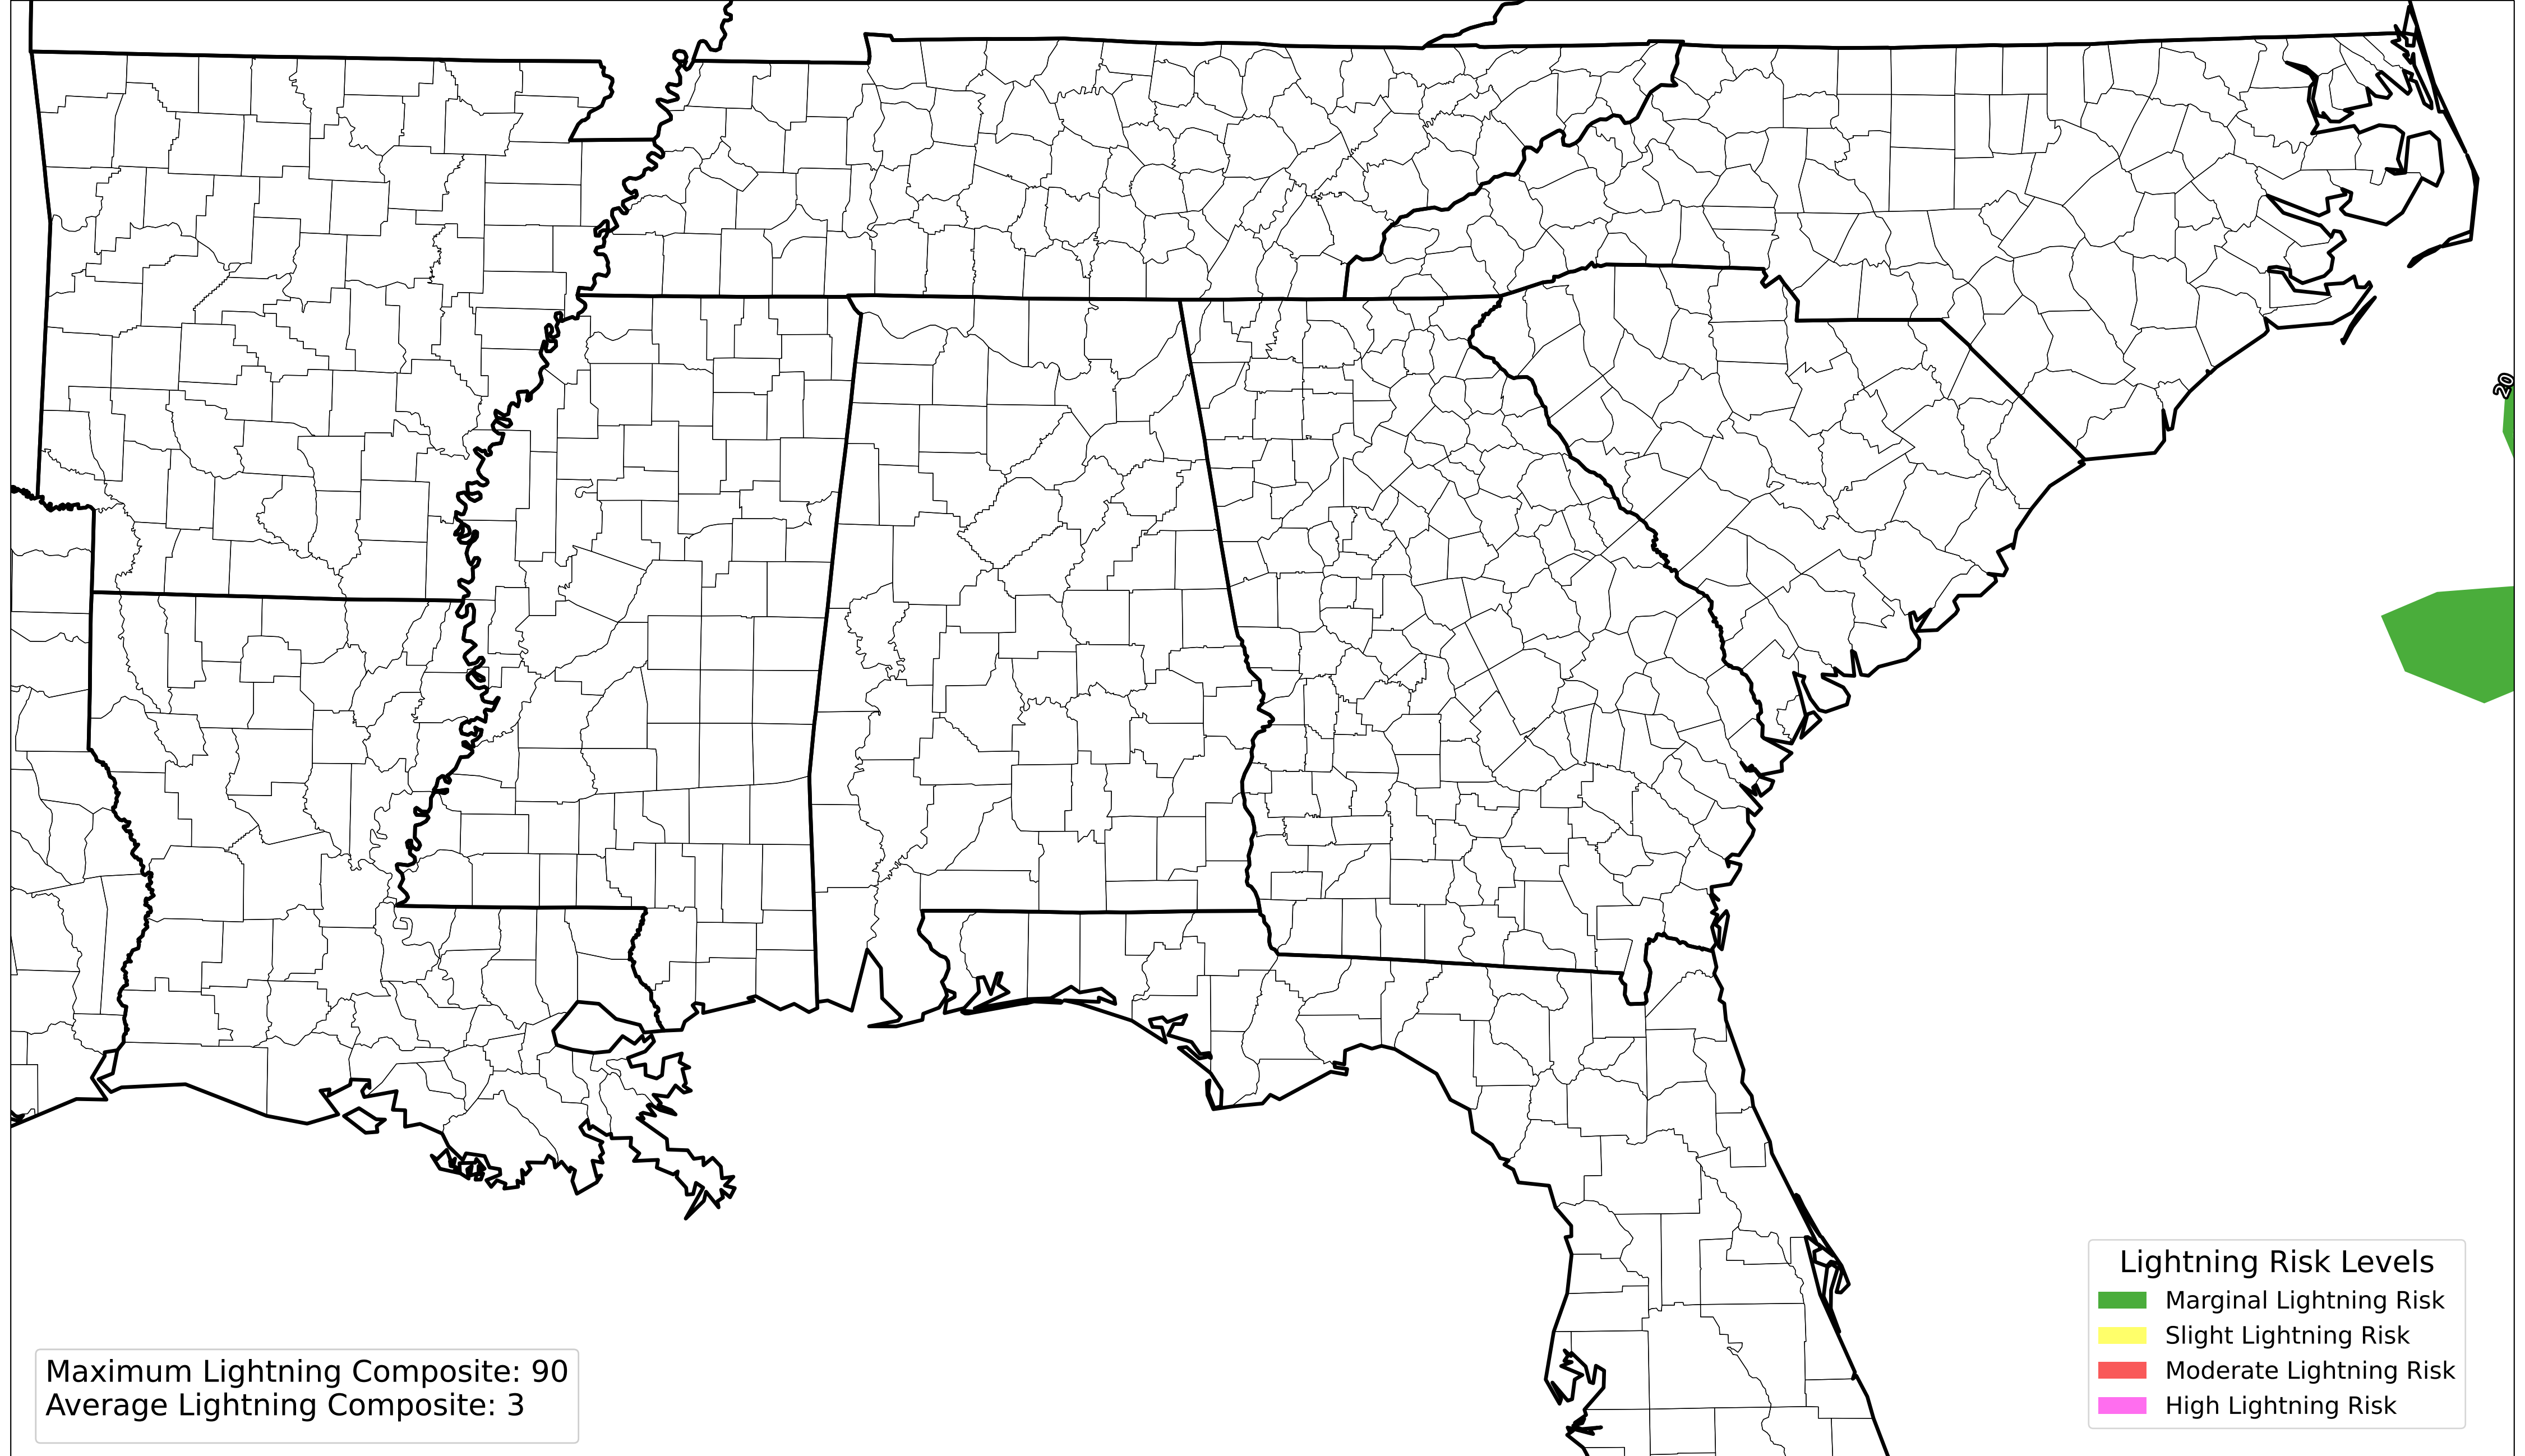 20
Lightning Risk Levels
Marginal Lightning Risk
Slight Lightning Risk
Moderate Lightning Risk
High Lightning Risk
Maximum Lightning Composite: 90
Average Lightning Composite: 3